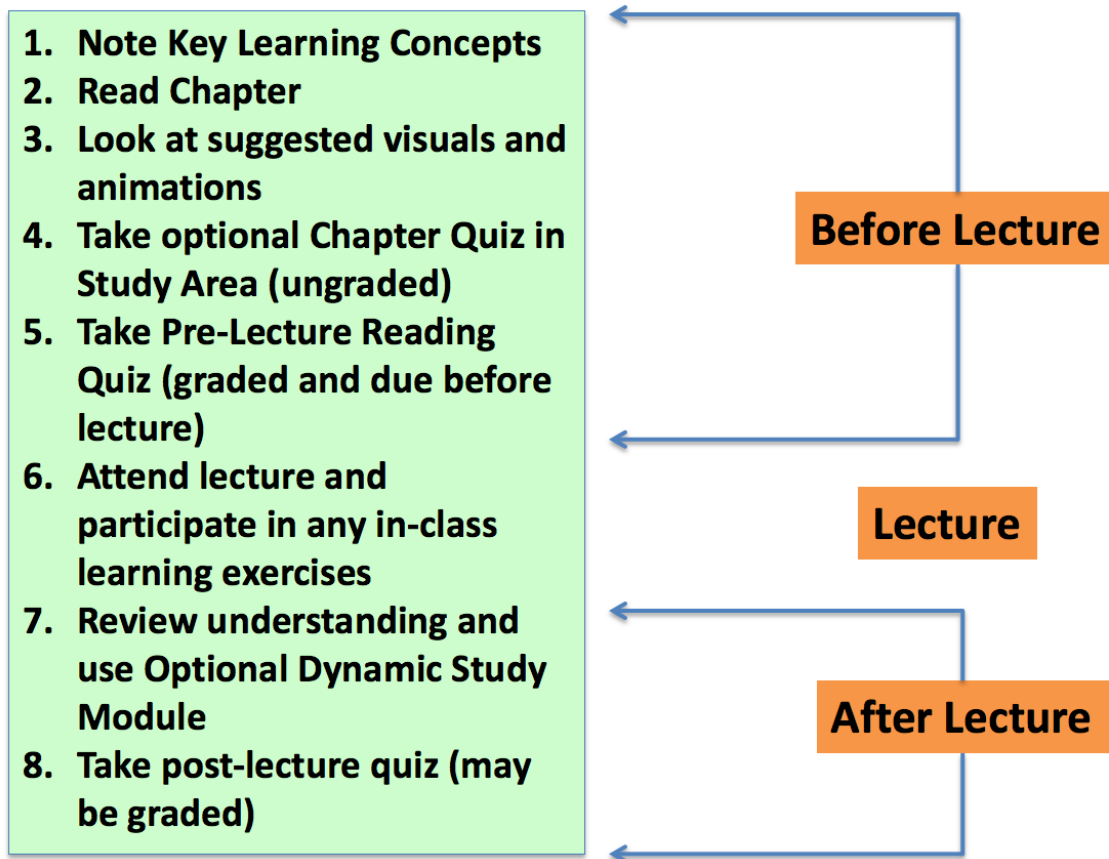 1. Note Key Learning Concepts
2. Read Chapter
3. Look at suggested visuals and
animations
4. Take optional Chapter Quiz in
Study Area (ungraded)
5. Take Pre-Lecture Reading
Quiz (graded and due before
lecture)
6. Attend lecture and
participate in any in-class
learning exercises
7. Review understanding and
use Optional Dynamic Study
Module
8. Take post-lecture quiz (may
be graded)
Before Lecture
Lecture
After Lecture